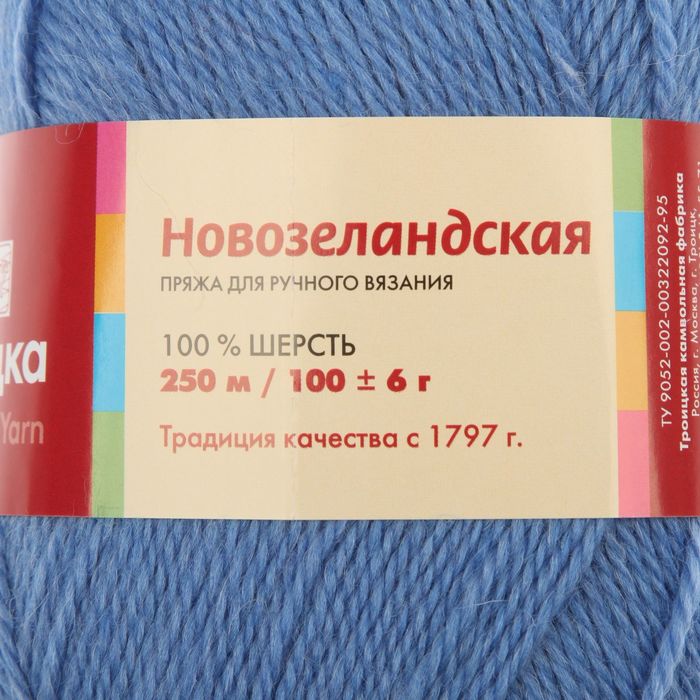 дка
Yarn
Новозеландская
ПРЯЖА ДЛЯ РУЧНОГО ВЯЗАНИЯ
100 % ШЕРСТЬ
250 м / 100 ± 6 г
Традиция качества с 1797 г.
ТУ 9052-002-00322092-95
Троицкая камвольная фабрика
Россия, г. Москва, г. Троицк,